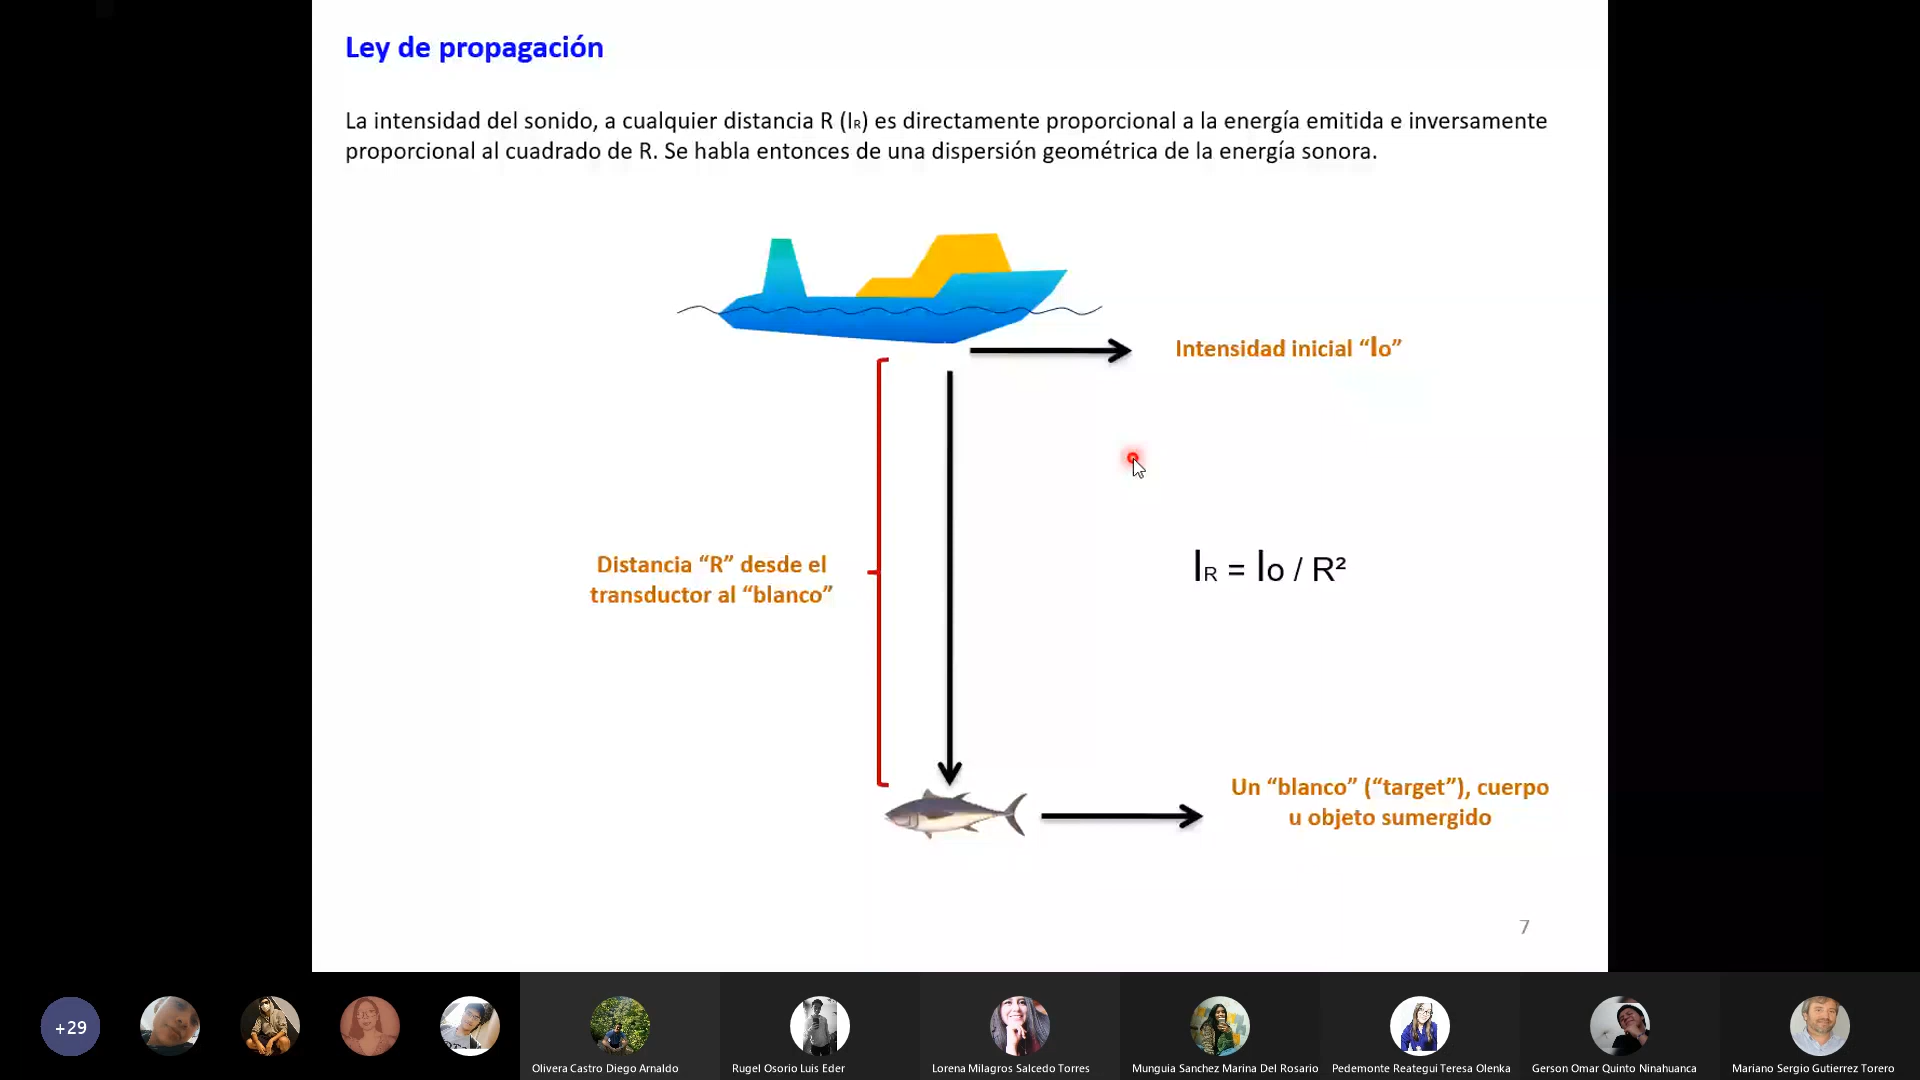 Ley de propagación
La intensidad del sonido, a cualquier distancia R (IR) es directamente proporcional a la energía emitida e inversamente
proporcional al cuadrado de R. Se habla entonces de una dispersión geométrica de la energía sonora.
Intensidad inicial “Io”
Distancia “R” desde el
transductor al “blanco”
IR = Io / R²
Un “blanco” (“target”), cuerpo
u objeto sumergido
7
+29
Olivera Castro Diego Arnaldo
Rugel Osorio Luis Eder
Lorena Milagros Salcedo Torres
Munguia Sanchez Marina Del Rosario
Pedemonte Reategui Teresa Olenka
Gerson Omar Quinto Ninahuanca
Mariano Sergio Gutierrez Torero